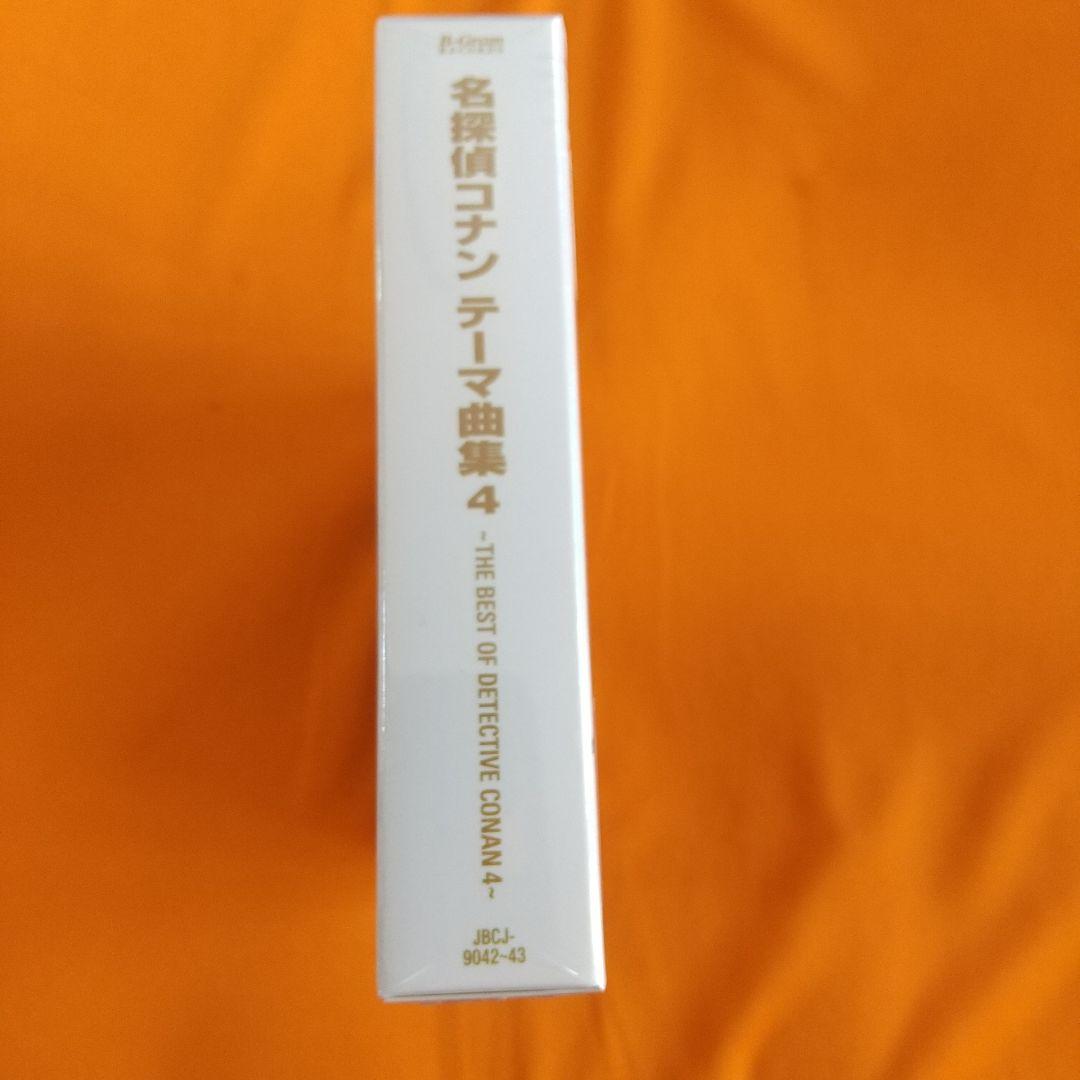 B-Gram
RECORDS
名探偵コナン テーマ曲集 4
~THE BEST OF DETECTIVE CONAN 4~
JBCJ-
9042~43